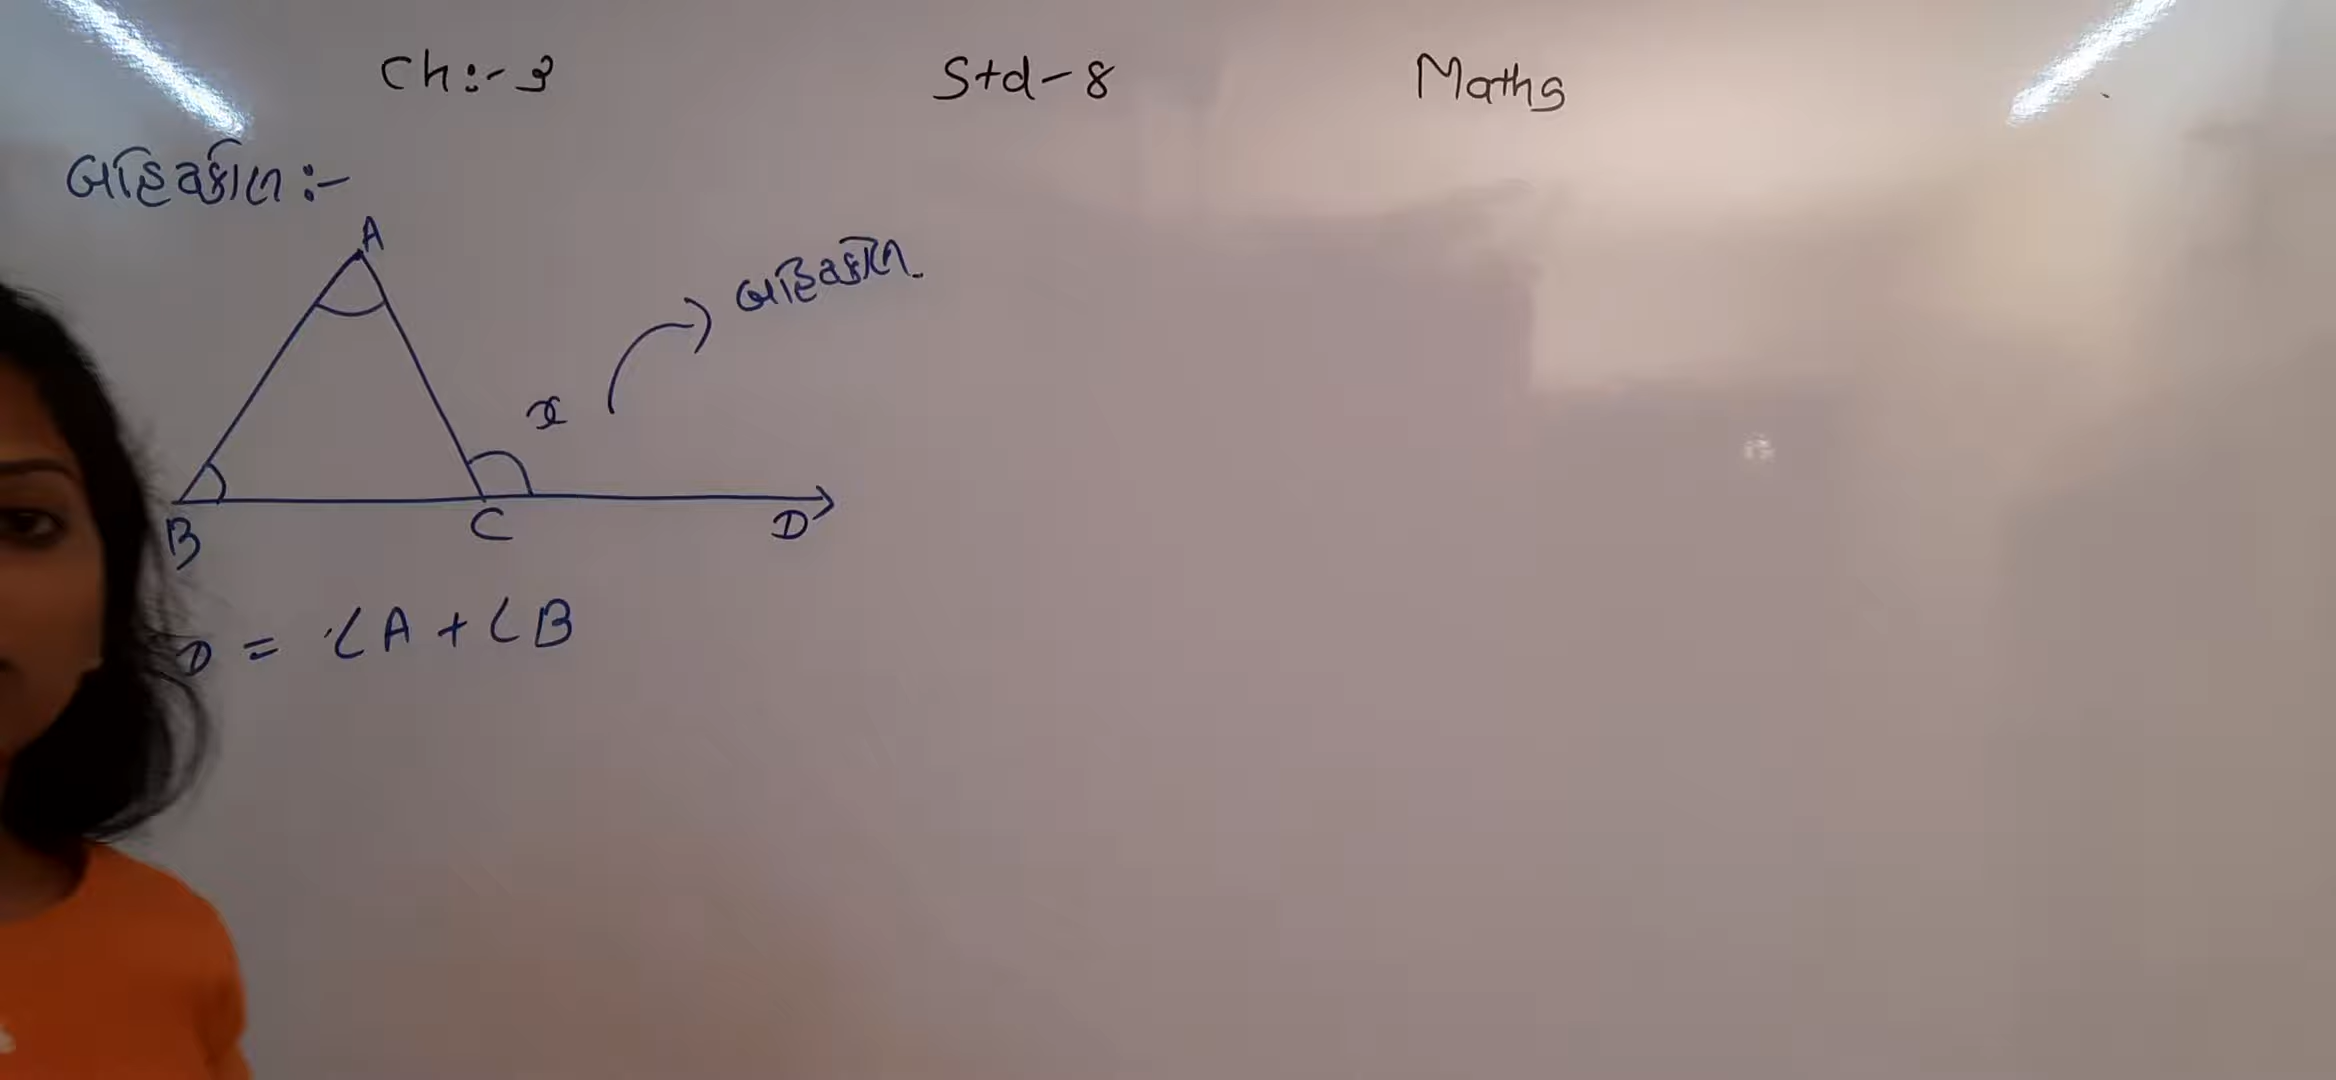 Ch:-3 Std-8 Maths
બહિષ્કોણ :-
A
x
બહિષ્કોણ
B C D
D = ∠A + ∠B